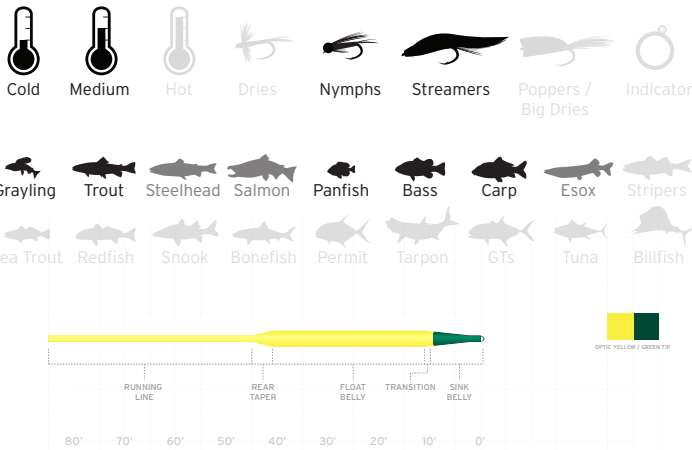 Cold Medium Hot Dries Nymphs Streamers Poppers / Indicator
Big Dries
Grayling Trout Steelhead Salmon Panfish Bass Carp Esox Stripers
ea Trout Redfish Snook Bonefish Permit Tarpon GTs Tuna Billfish
OPTIC YELLOW / GREEN TIP
RUNNING REAR FLOAT TRANSITION SINK
LINE TAPER BELLY BELLY
80' 70' 60' 50' 40' 30' 20' 10' 0'